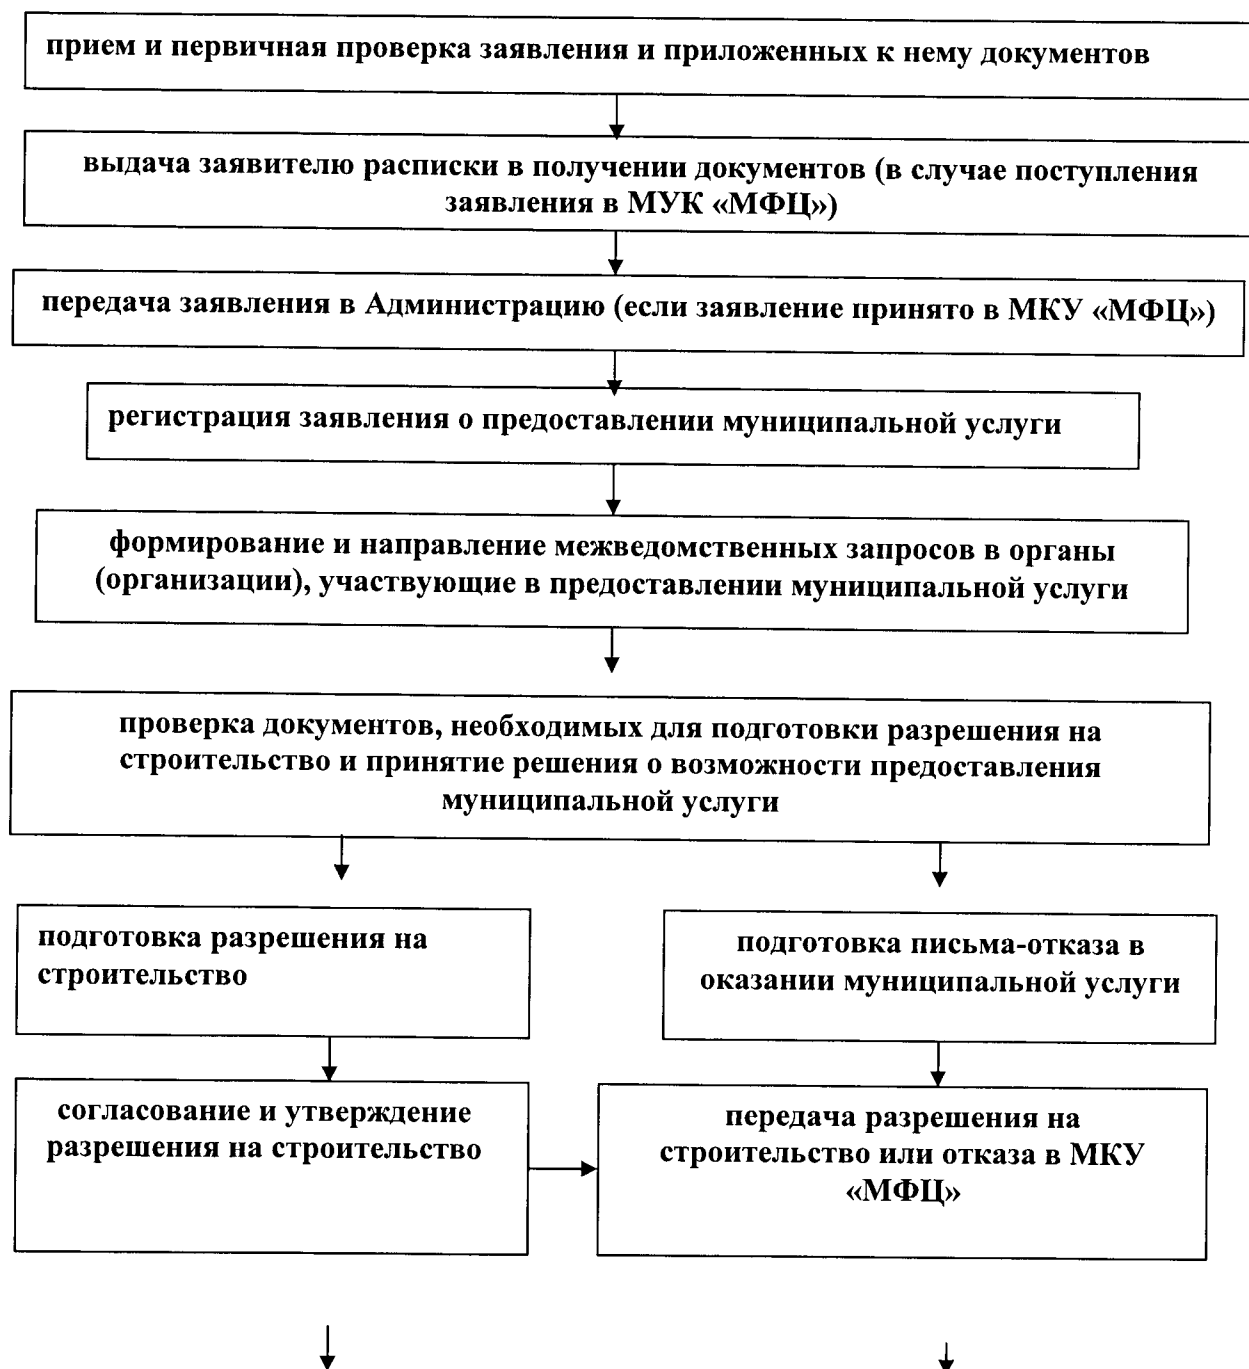 прием и первичная проверка заявления и приложенных к нему документов
выдача заявителю расписки в получении документов (в случае поступления
заявления в МУК «МФЦ»)
передача заявления в Администрацию (если заявление принято в МКУ «МФЦ»)
регистрация заявления о предоставлении муниципальной услуги
формирование и направление межведомственных запросов в органы
(организации), участвующие в предоставлении муниципальной услуги
проверка документов, необходимых для подготовки разрешения на
строительство и принятие решения о возможности предоставления
муниципальной услуги
подготовка разрешения на
строительство
подготовка письма-отказа в
оказании муниципальной услуги
согласование и утверждение
разрешения на строительство
передача разрешения на
строительство или отказа в МКУ
«МФЦ»